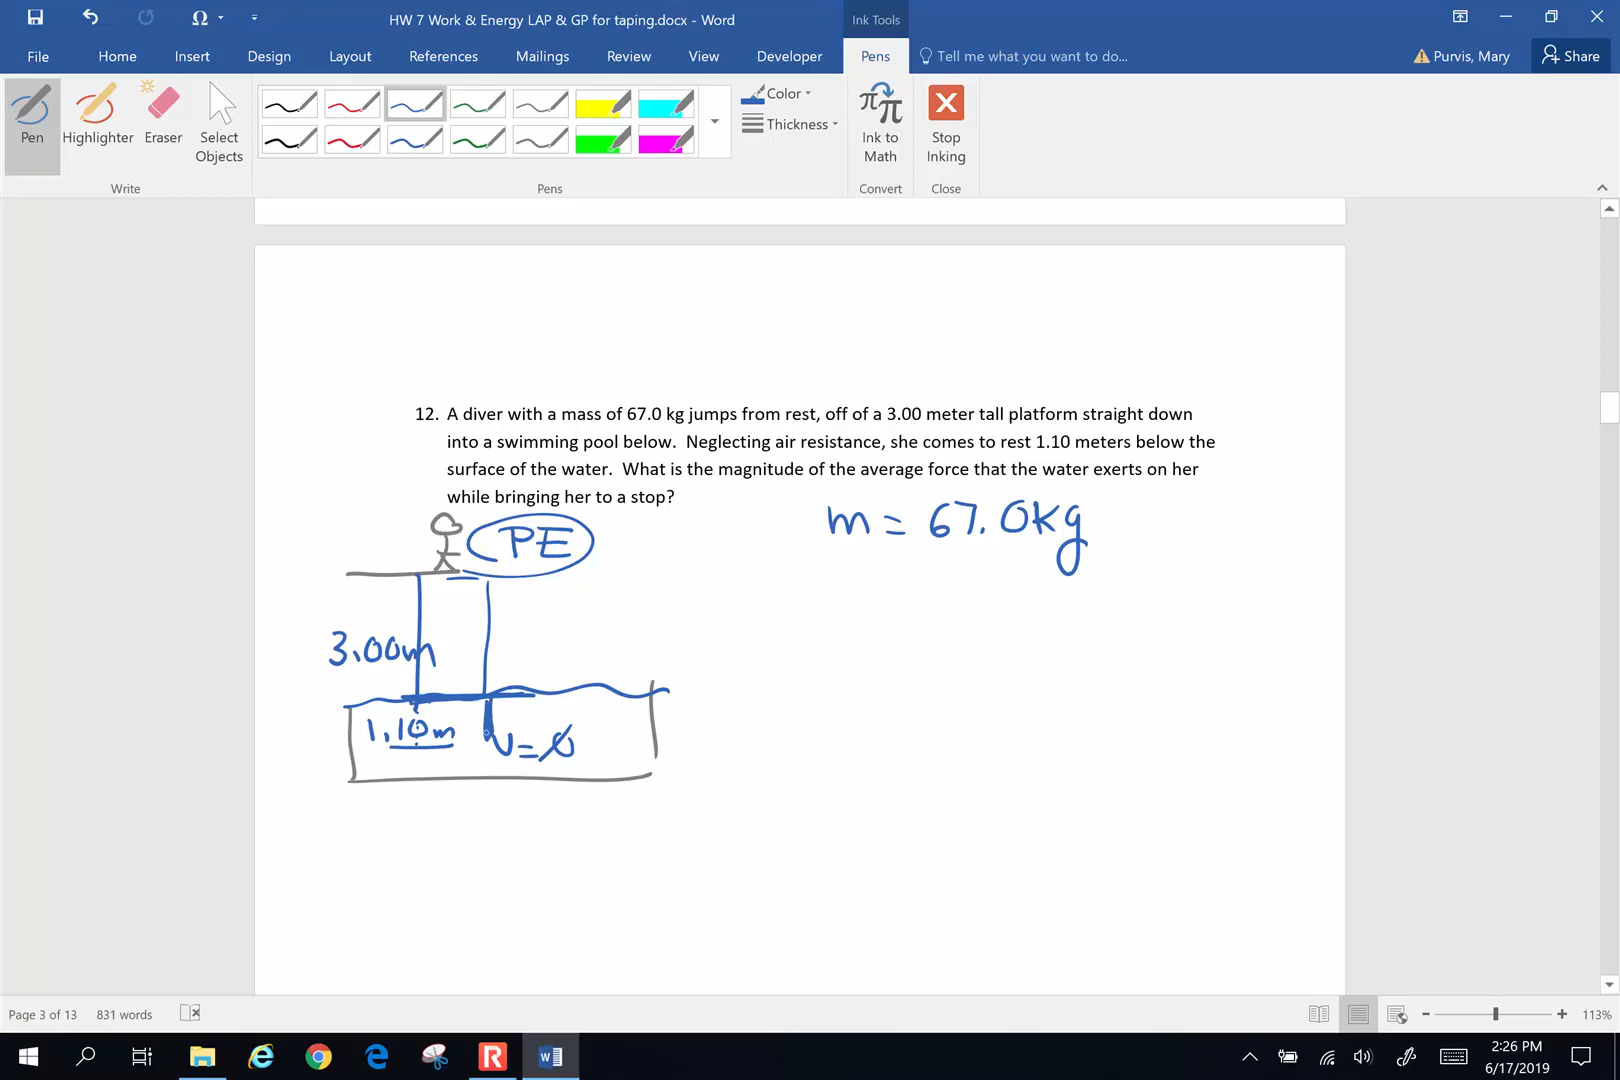 HW 7 Work & Energy LAP & GP for taping.docx - Word
Ink Tools
File Home Insert Design Layout References Mailings Review View Developer Pens Tell me what you want to do... Purvis, Mary Share
Pen Highlighter Eraser Select Objects
Color
Thickness
Ink to Math
Stop Inking
Write Pens Convert Close
12. A diver with a mass of 67.0 kg jumps from rest, off of a 3.00 meter tall platform straight down
into a swimming pool below. Neglecting air resistance, she comes to rest 1.10 meters below the
surface of the water. What is the magnitude of the average force that the water exerts on her
while bringing her to a stop?
m = 67.0kg
PE
3.00m
1.10m v=0
Page 3 of 13 831 words 113%
2:26 PM
6/17/2019